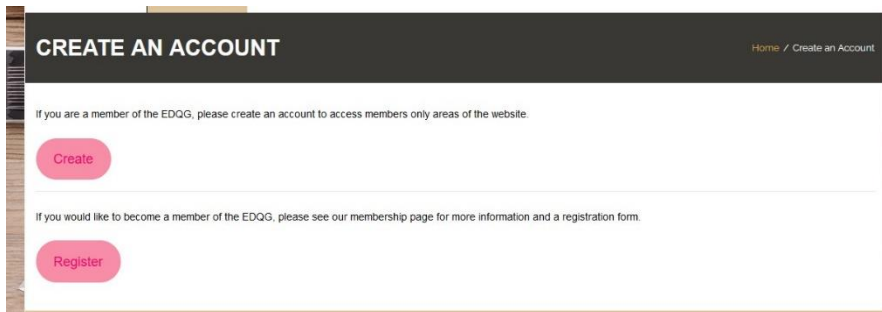 CREATE AN ACCOUNT
Home / Create an Account
If you are a member of the EDQG, please create an account to access members only areas of the website.
Create
If you would like to become a member of the EDQG, please see our membership page for more information and a registration form.
Register